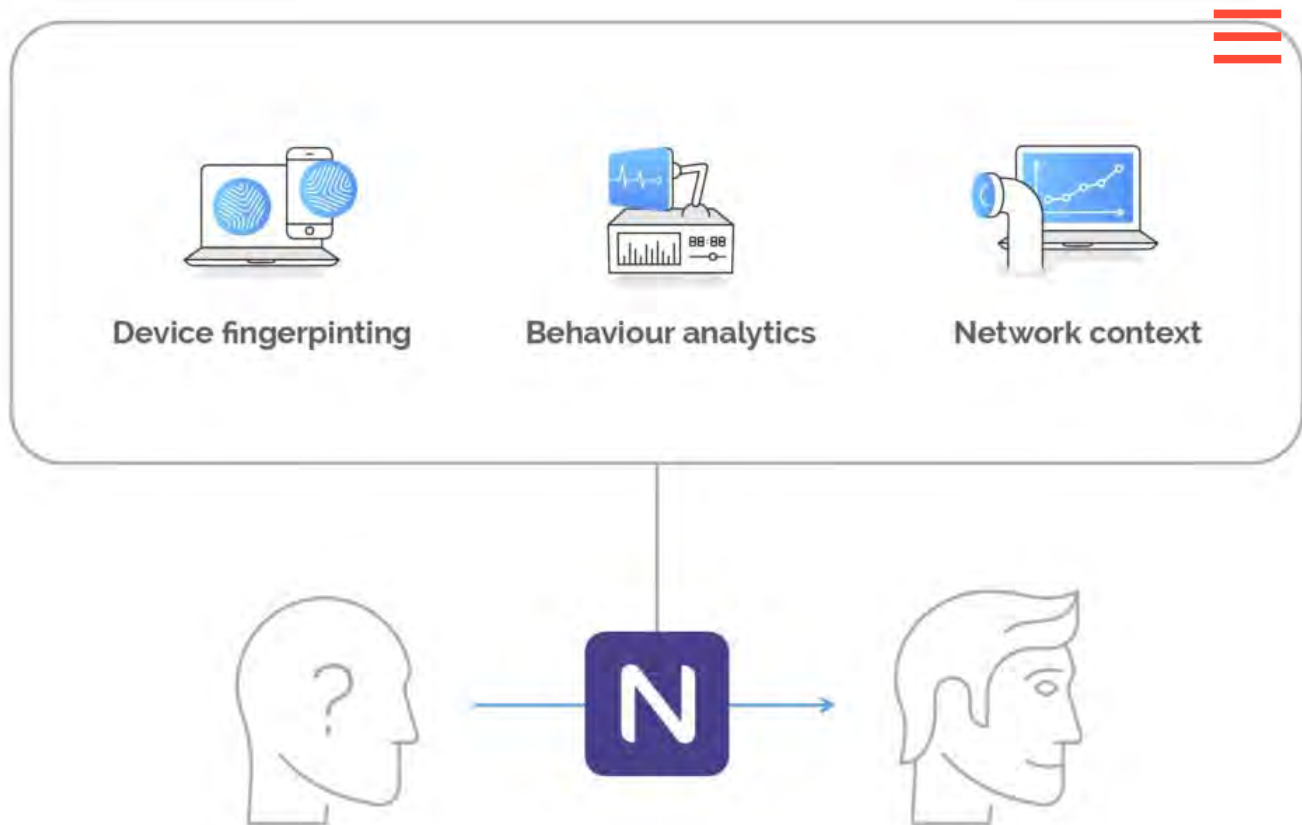 88:88
Device fingerpinting
Behaviour analytics
Network context
?
N